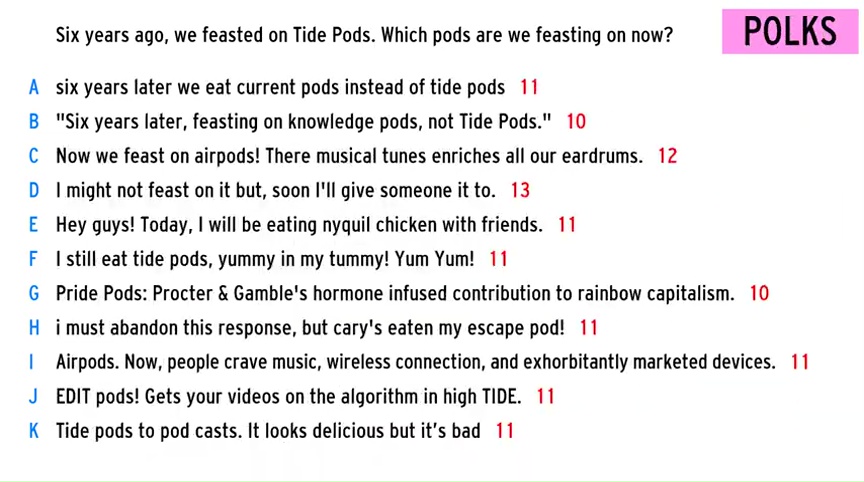 Six years ago, we feasted on Tide Pods. Which pods are we feasting on now?
POLKS
A six years later we eat current pods instead of tide pods 11
B "Six years later, feasting on knowledge pods, not Tide Pods." 10
C Now we feast on airpods! There musical tunes enriches all our eardrums. 12
D I might not feast on it but, soon I'll give someone it to. 13
E Hey guys! Today, I will be eating nyquil chicken with friends. 11
F I still eat tide pods, yummy in my tummy! Yum Yum! 11
G Pride Pods: Procter & Gamble's hormone infused contribution to rainbow capitalism. 10
H i must abandon this response, but cary's eaten my escape pod! 11
I Airpods. Now, people crave music, wireless connection, and exhorbitantly marketed devices. 11
J EDIT pods! Gets your videos on the algorithm in high TIDE. 11
K Tide pods to pod casts. It looks delicious but it’s bad 11